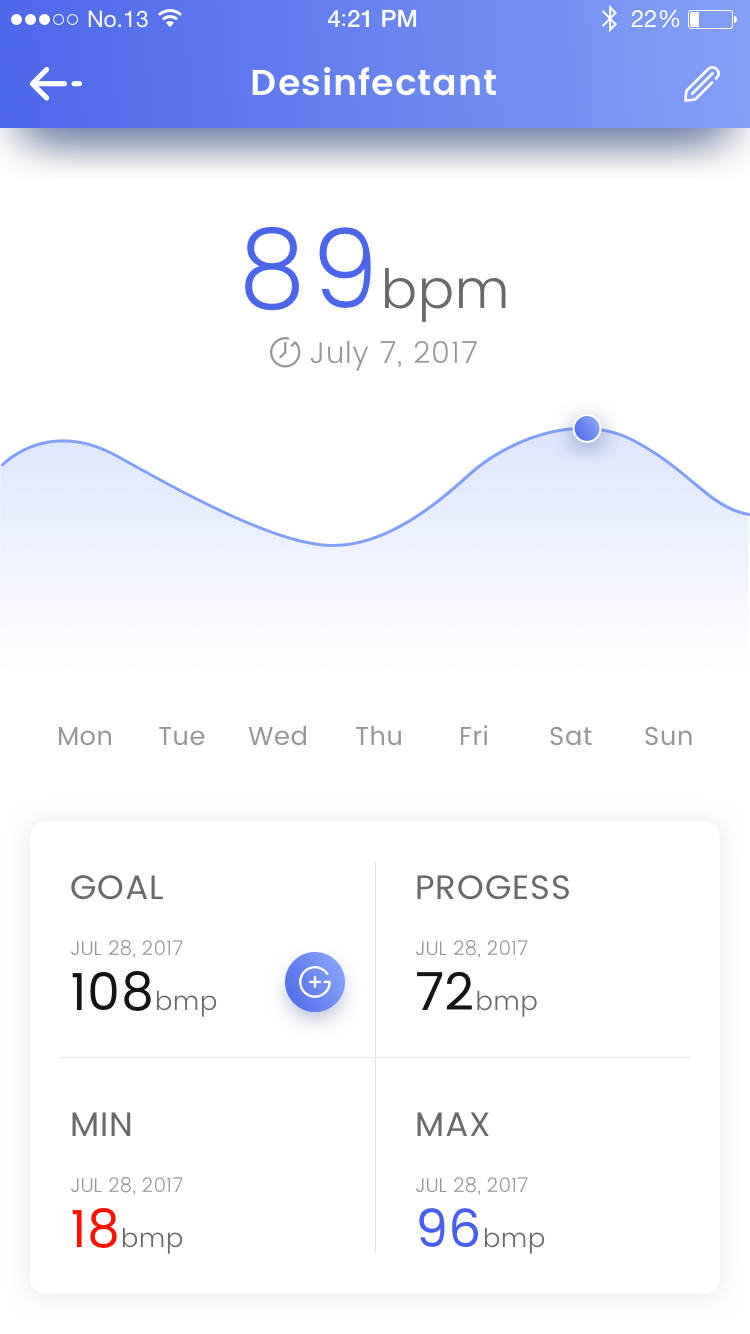 No.13 4:21 PM 22%
Desinfectant
89bpm
July 7, 2017
Mon Tue Wed Thu Fri Sat Sun
GOAL
JUL 28, 2017
108bmp
PROGESS
JUL 28, 2017
72bmp
MIN
JUL 28, 2017
18bmp
MAX
JUL 28, 2017
96bmp